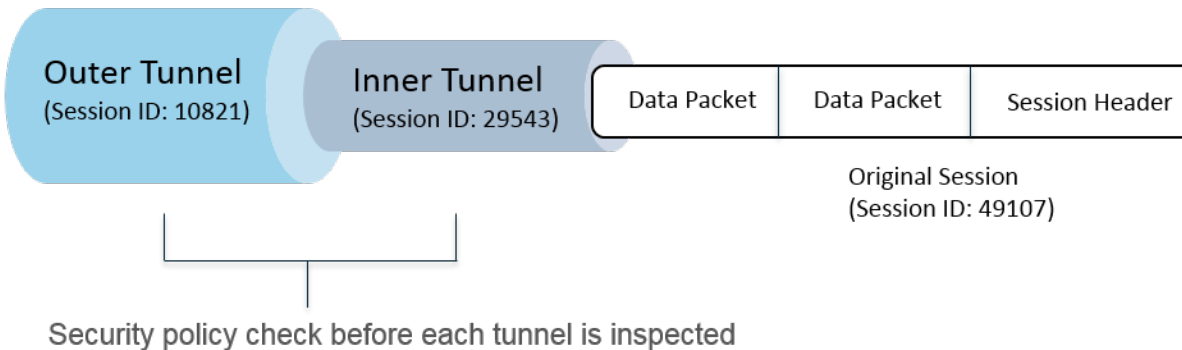 Outer Tunnel
(Session ID: 10821)
Inner Tunnel
(Session ID: 29543)
Data Packet
Data Packet
Session Header
Original Session
(Session ID: 49107)
Security policy check before each tunnel is inspected